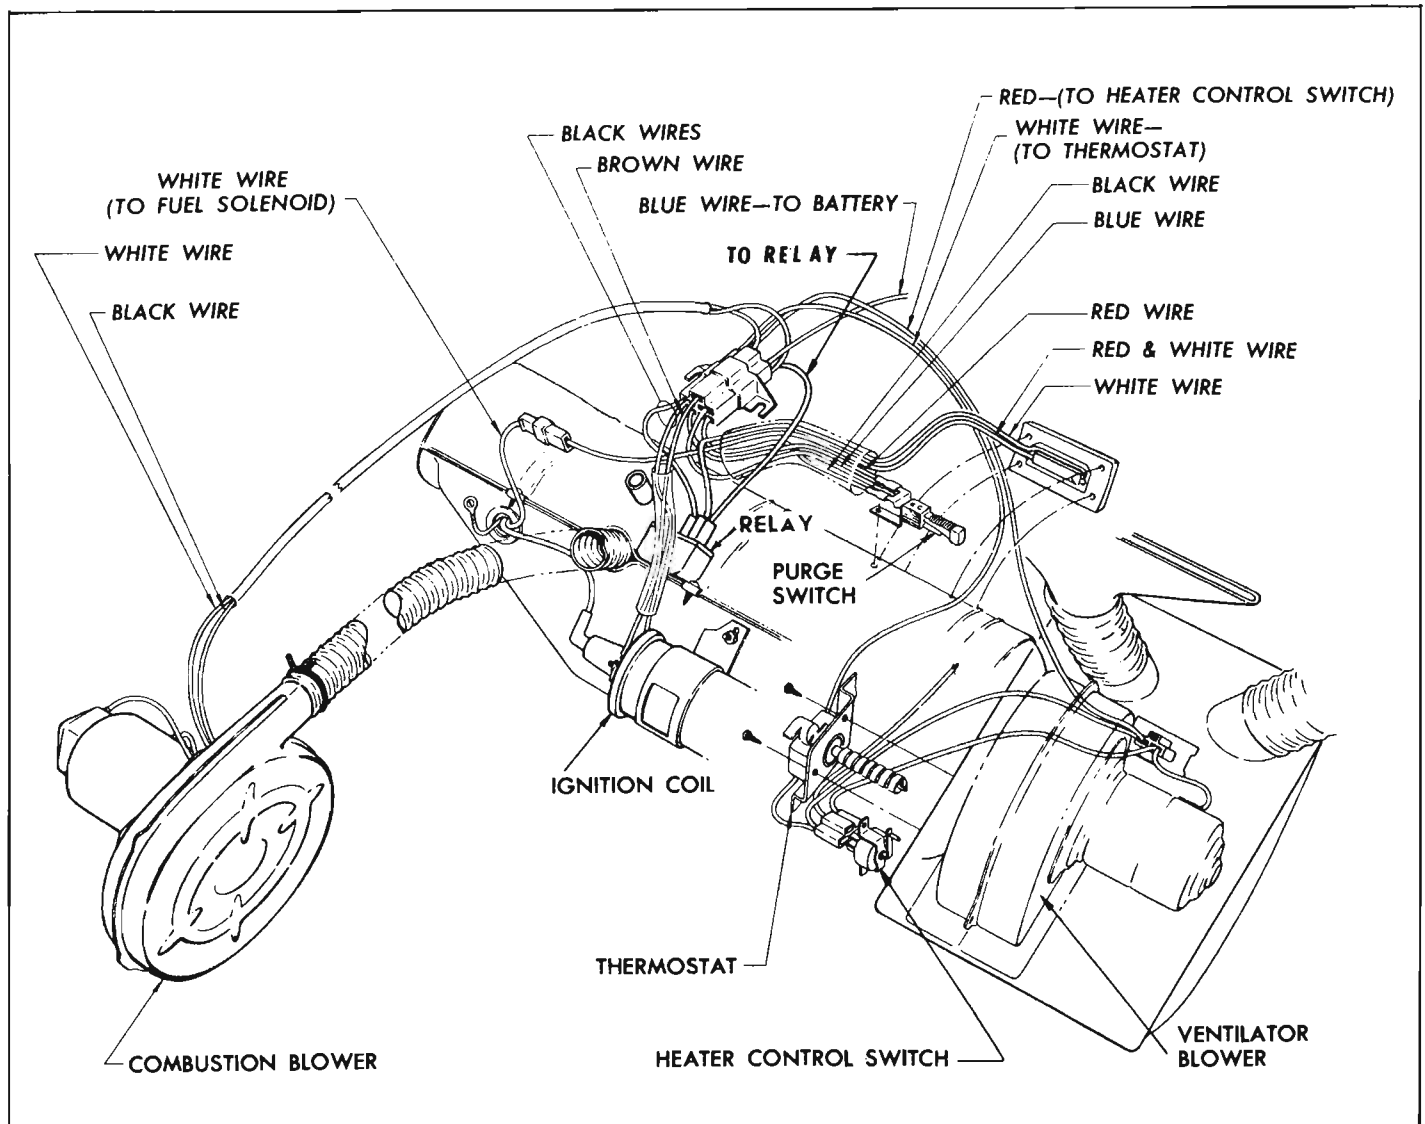 RED—(TO HEATER CONTROL SWITCH)
WHITE WIRE—
(TO THERMOSTAT)
BLACK WIRES
BROWN WIRE
WHITE WIRE
(TO FUEL SOLENOID)
BLACK WIRE
BLUE WIRE—TO BATTERY
BLUE WIRE
WHITE WIRE
TO RELAY
BLACK WIRE
RED WIRE
RED & WHITE WIRE
WHITE WIRE
RELAY
PURGE
SWITCH
IGNITION COIL
THERMOSTAT
COMBUSTION BLOWER
HEATER CONTROL SWITCH
VENTILATOR
BLOWER